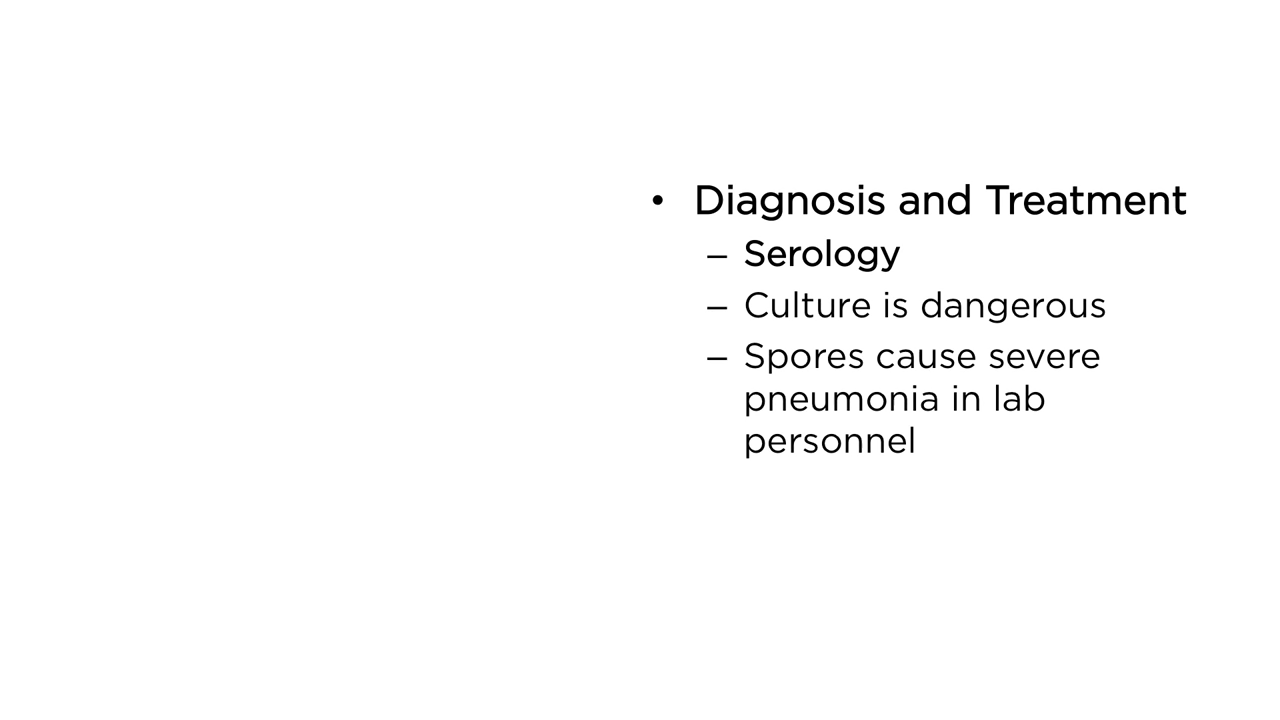 • Diagnosis and Treatment
– Serology
– Culture is dangerous
– Spores cause severe
pneumonia in lab
personnel